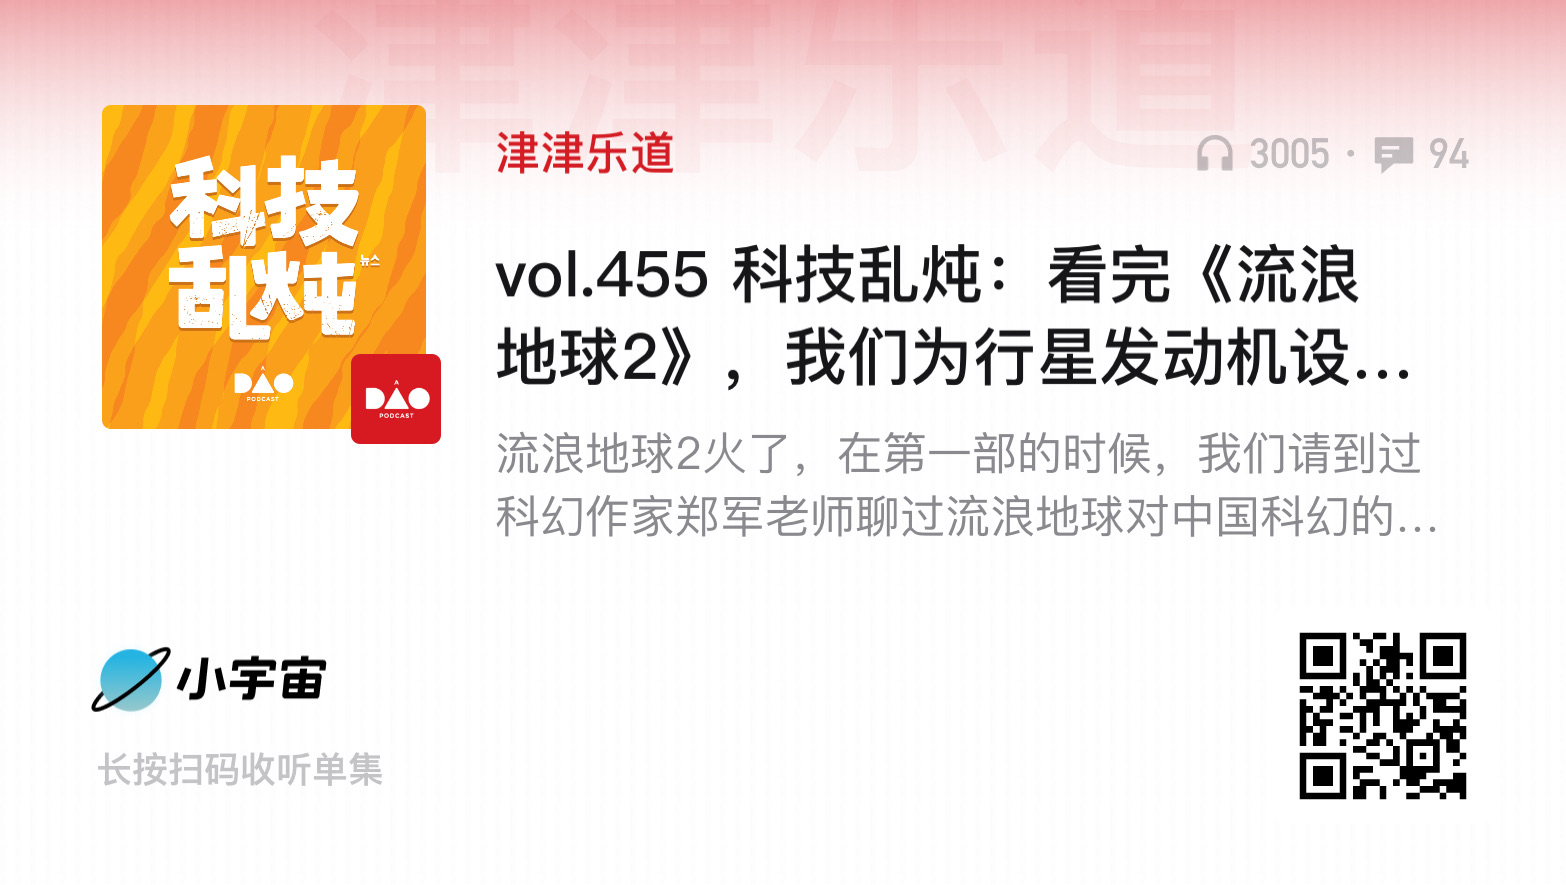 津津乐道
科技
乱炖
뉴스
A
DAO
PODCAST
A
DAO
PODCAST
津津乐道
3005 · 94
vol.455 科技乱炖：看完《流浪
地球2》，我们为行星发动机设...
流浪地球2火了，在第一部的时候，我们请到过
科幻作家郑军老师聊过流浪地球对中国科幻的...
小宇宙
长按扫码收听单集